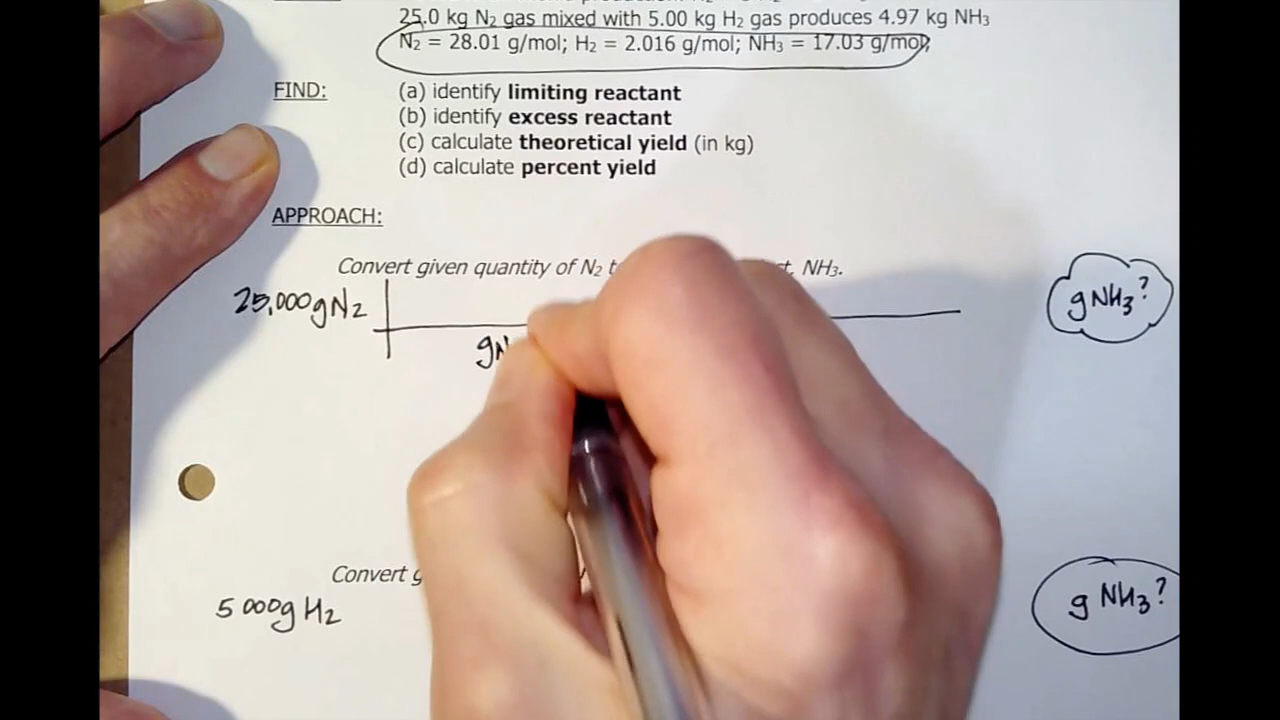 25.0 kg N₂ gas mixed with 5.00 kg H₂ gas produces 4.97 kg NH₃
N₂ = 28.01 g/mol; H₂ = 2.016 g/mol; NH₃ = 17.03 g/mol;
FIND:
(a) identify limiting reactant
(b) identify excess reactant
(c) calculate theoretical yield (in kg)
(d) calculate percent yield
APPROACH:
Convert given quantity of N₂ NH₃.
25,000 g N₂
g NH₃?
g
Convert
5000 g H₂
g NH₃?